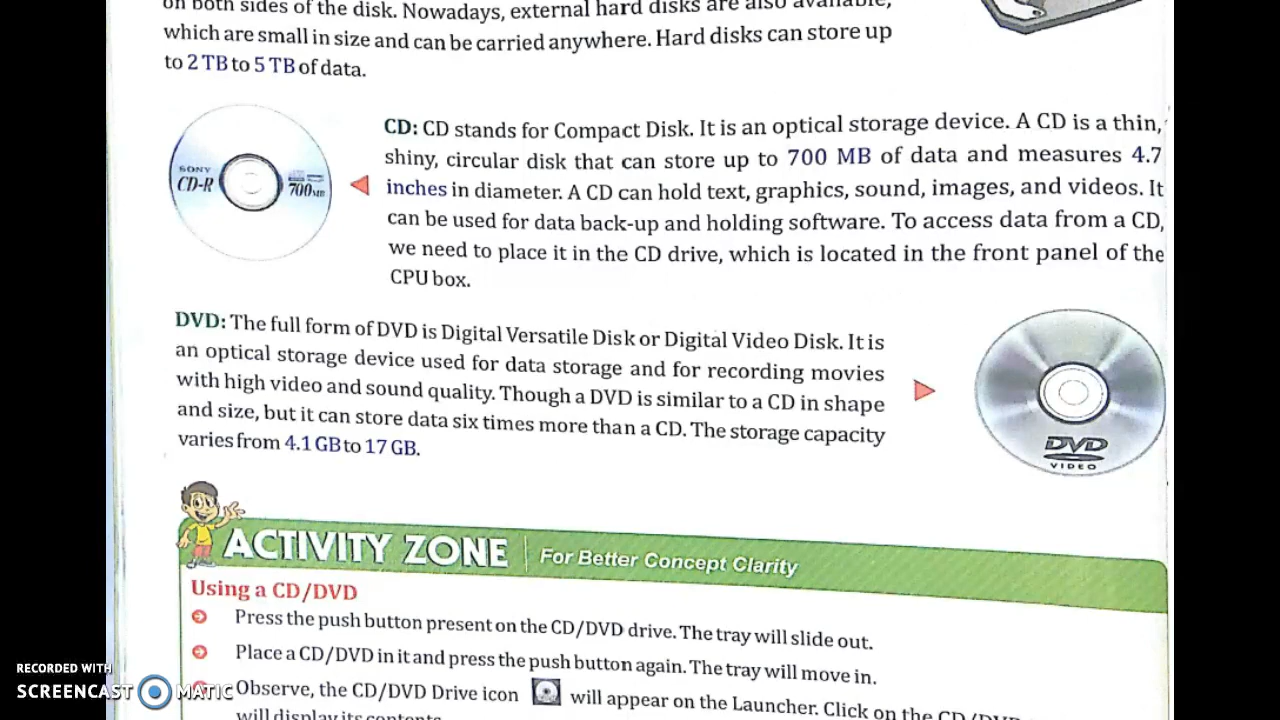 on both sides of the disk. Nowadays, external hard disks are also available,
which are small in size and can be carried anywhere. Hard disks can store up
to 2 TB to 5 TB of data.
SONY
CD-R
700MB
CD: CD stands for Compact Disk. It is an optical storage device. A CD is a thin,
shiny, circular disk that can store up to 700 MB of data and measures 4.7
inches in diameter. A CD can hold text, graphics, sound, images, and videos. It
can be used for data back-up and holding software. To access data from a CD,
we need to place it in the CD drive, which is located in the front panel of the
CPU box.
DVD: The full form of DVD is Digital Versatile Disk or Digital Video Disk. It is
an optical storage device used for data storage and for recording movies
with high video and sound quality. Though a DVD is similar to a CD in shape
and size, but it can store data six times more than a CD. The storage capacity
varies from 4.1 GB to 17 GB.
DVD
VIDEO
ACTIVITY ZONE For Better Concept Clarity
Using a CD/DVD
Press the push button present on the CD/DVD drive. The tray will slide out.
Place a CD/DVD in it and press the push button again. The tray will move in.
Observe, the CD/DVD Drive icon will appear on the Launcher. Click on the CD/DVD
will display its contents.
RECORDED WITH
SCREENCAST MATIC